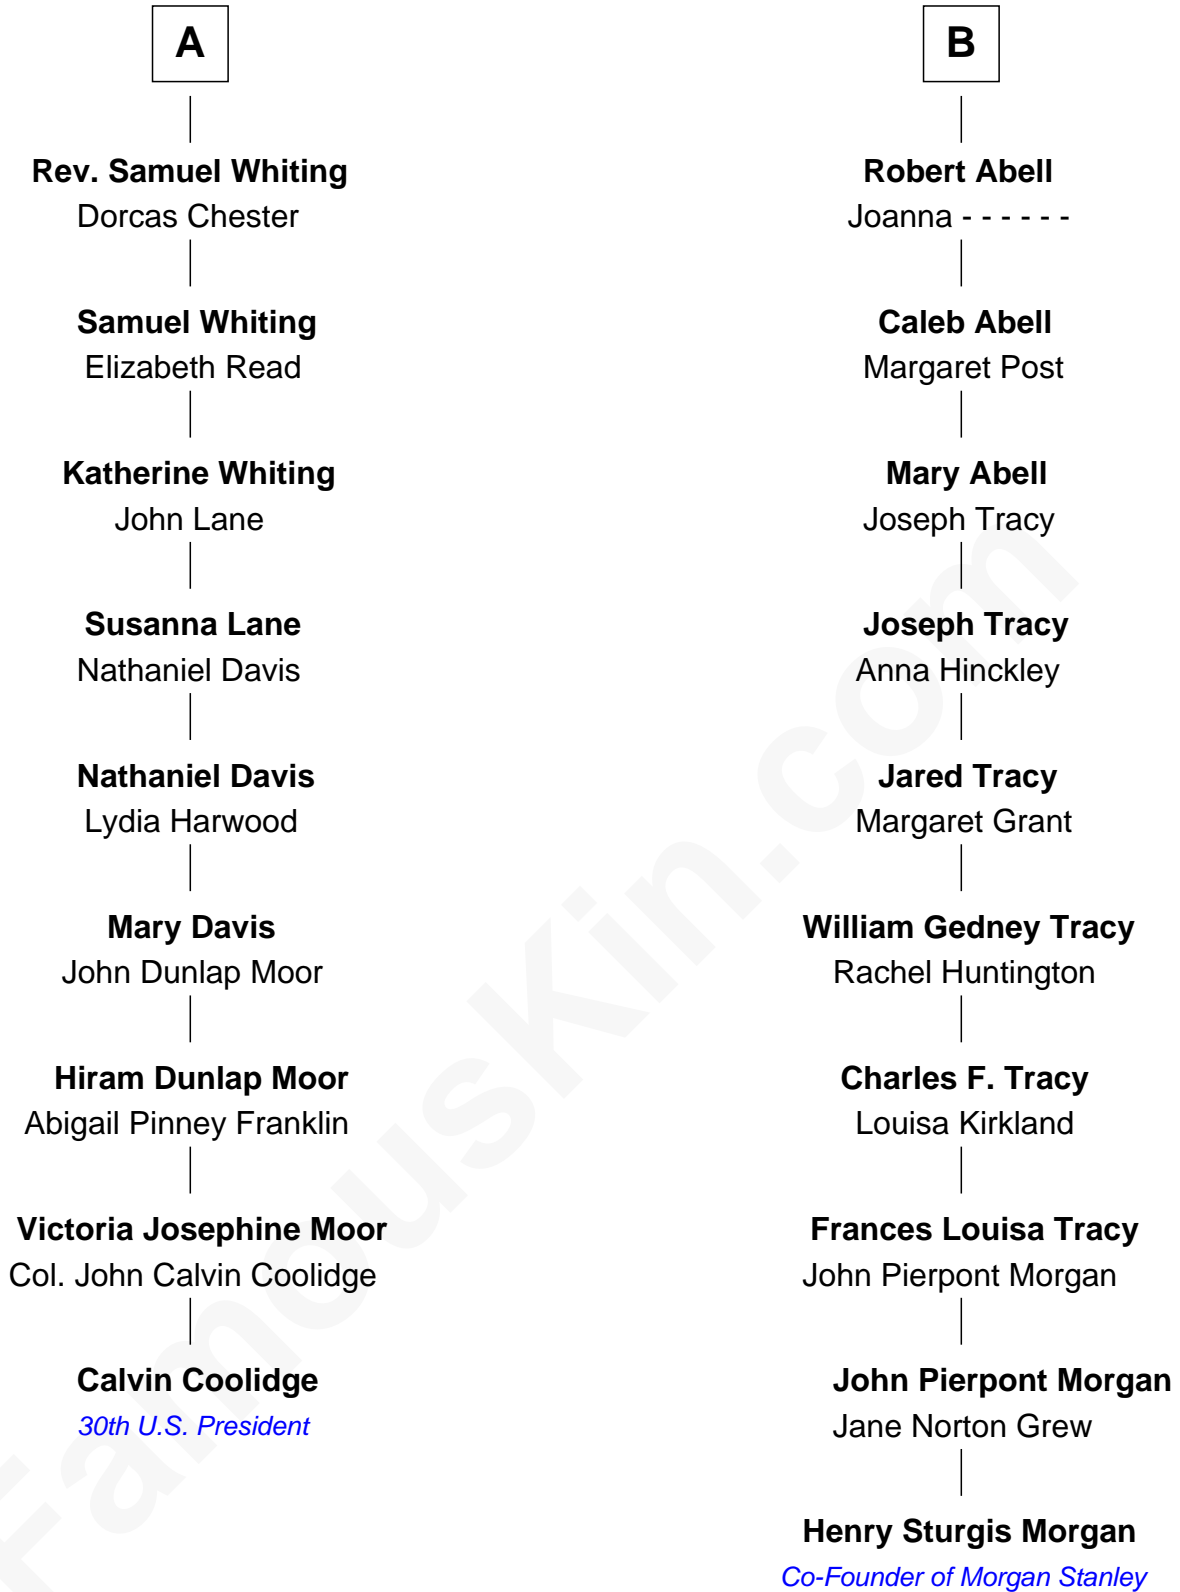 A
Rev. Samuel Whiting
Dorcas Chester
Samuel Whiting
Elizabeth Read
Katherine Whiting
John Lane
Susanna Lane
Nathaniel Davis
Nathaniel Davis
Lydia Harwood
Mary Davis
John Dunlap Moor
Hiram Dunlap Moor
Abigail Pinney Franklin
Victoria Josephine Moor
Col. John Calvin Coolidge
Calvin Coolidge
30th U.S. President
B
Robert Abell
Joanna - - - - - -
Caleb Abell
Margaret Post
Mary Abell
Joseph Tracy
Joseph Tracy
Anna Hinckley
Jared Tracy
Margaret Grant
William Gedney Tracy
Rachel Huntington
Charles F. Tracy
Louisa Kirkland
Frances Louisa Tracy
John Pierpont Morgan
John Pierpont Morgan
Jane Norton Grew
Henry Sturgis Morgan
Co-Founder of Morgan Stanley
FamousKin.com